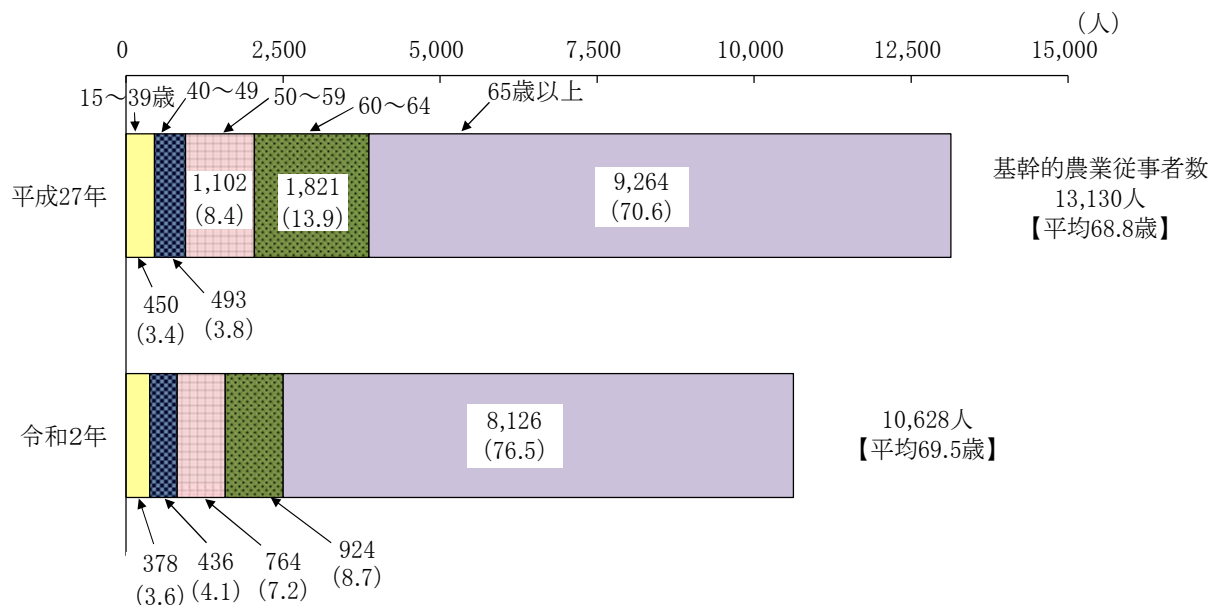 （人）
0 2,500 5,000 7,500 10,000 12,500 15,000
15～39歳 40～49 50～59 60～64 65歳以上
平成27年
1,102
(8.4)
1,821
(13.9)
9,264
(70.6)
基幹的農業従事者数
13,130人
【平均68.8歳】
450
(3.4)
493
(3.8)
令和2年
8,126
(76.5)
10,628人
【平均69.5歳】
378
(3.6)
436
(4.1)
764
(7.2)
924
(8.7)